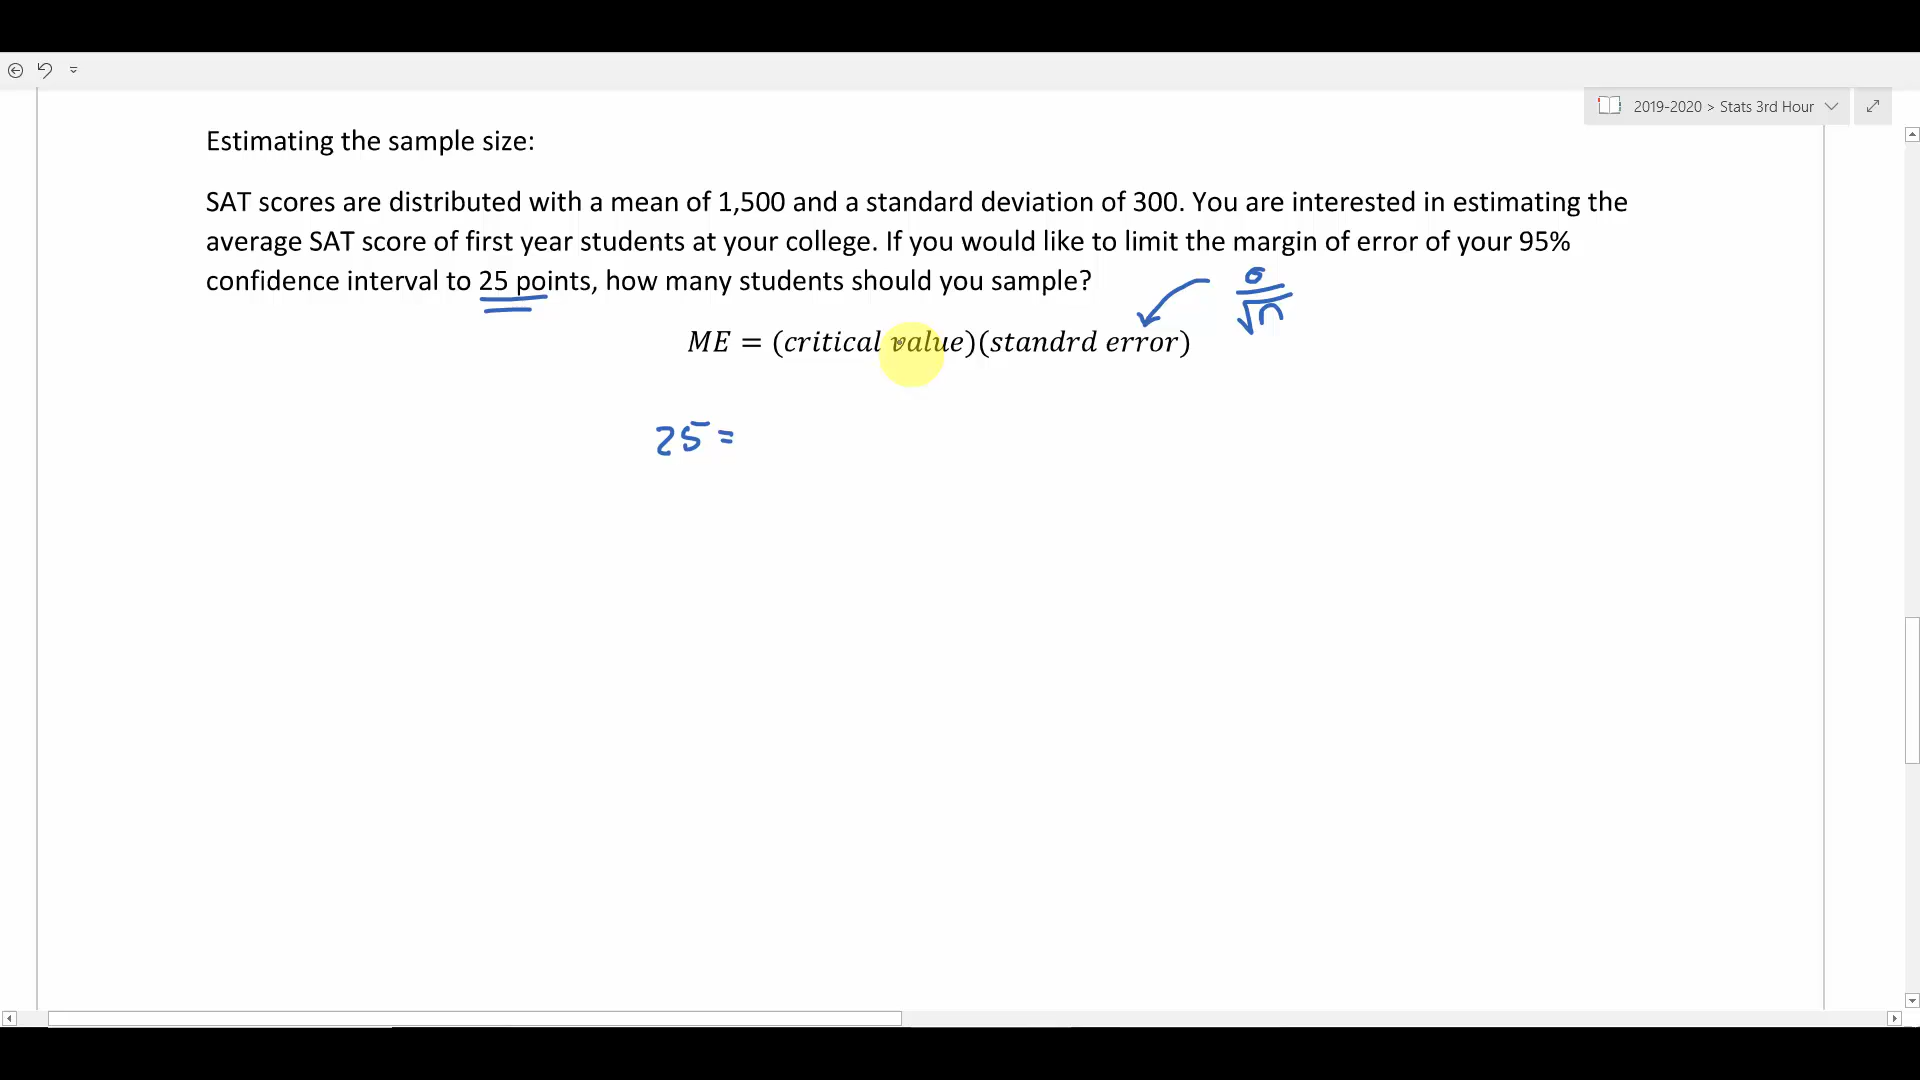 2019-2020 > Stats 3rd Hour
Estimating the sample size:
SAT scores are distributed with a mean of 1,500 and a standard deviation of 300. You are interested in estimating the
average SAT score of first year students at your college. If you would like to limit the margin of error of your 95%
confidence interval to 25 points, how many students should you sample?
σ
√n
ME = (critical value)(standrd error)
25 =